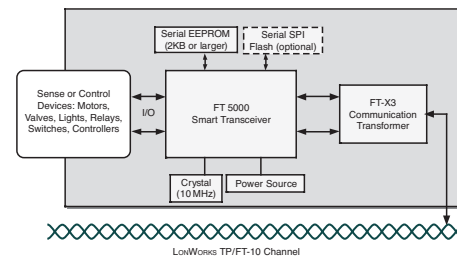 Serial EEPROM
(2KB or larger)
Serial SPI
Flash (optional)
Sense or Control
Devices: Motors,
Valves, Lights, Relays,
Switches, Controllers
I/O
FT 5000
Smart Transceiver
FT-X3
Communication
Transformer
Crystal
(10 MHz)
Power Source
LONWORKS TP/FT-10 Channel